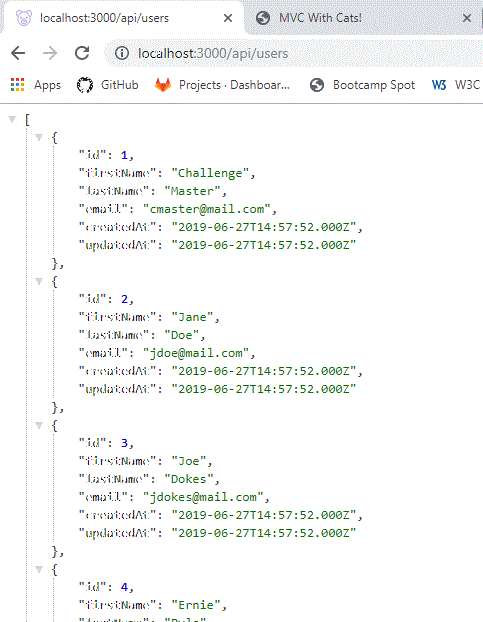 localhost:3000/api/users
MVC With Cats!
localhost:3000/api/users
Apps GitHub Projects · Dashboar... Bootcamp Spot W3 W3C
[
{
"id": 1,
"firstName": "Challenge",
"lastName": "Master",
"email": "cmaster@mail.com",
"createdAt": "2019-06-27T14:57:52.000Z",
"updatedAt": "2019-06-27T14:57:52.000Z"
},
{
"id": 2,
"firstName": "Jane",
"lastName": "Doe",
"email": "jdoe@mail.com",
"createdAt": "2019-06-27T14:57:52.000Z",
"updatedAt": "2019-06-27T14:57:52.000Z"
},
{
"id": 3,
"firstName": "Joe",
"lastName": "Dokes",
"email": "jdokes@mail.com",
"createdAt": "2019-06-27T14:57:52.000Z",
"updatedAt": "2019-06-27T14:57:52.000Z"
},
{
"id": 4,
"firstName": "Ernie",